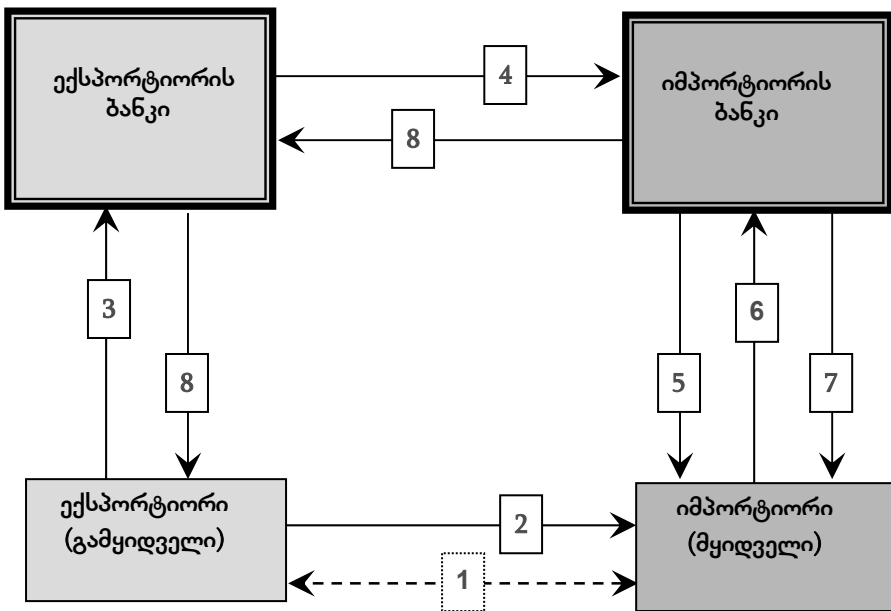 ექსპორტიორის
ბანკი
იმპორტიორის
ბანკი
4
8
3
8
5
6
7
ექსპორტიორი
(გამყიდველი)
იმპორტიორი
(მყიდველი)
2
1